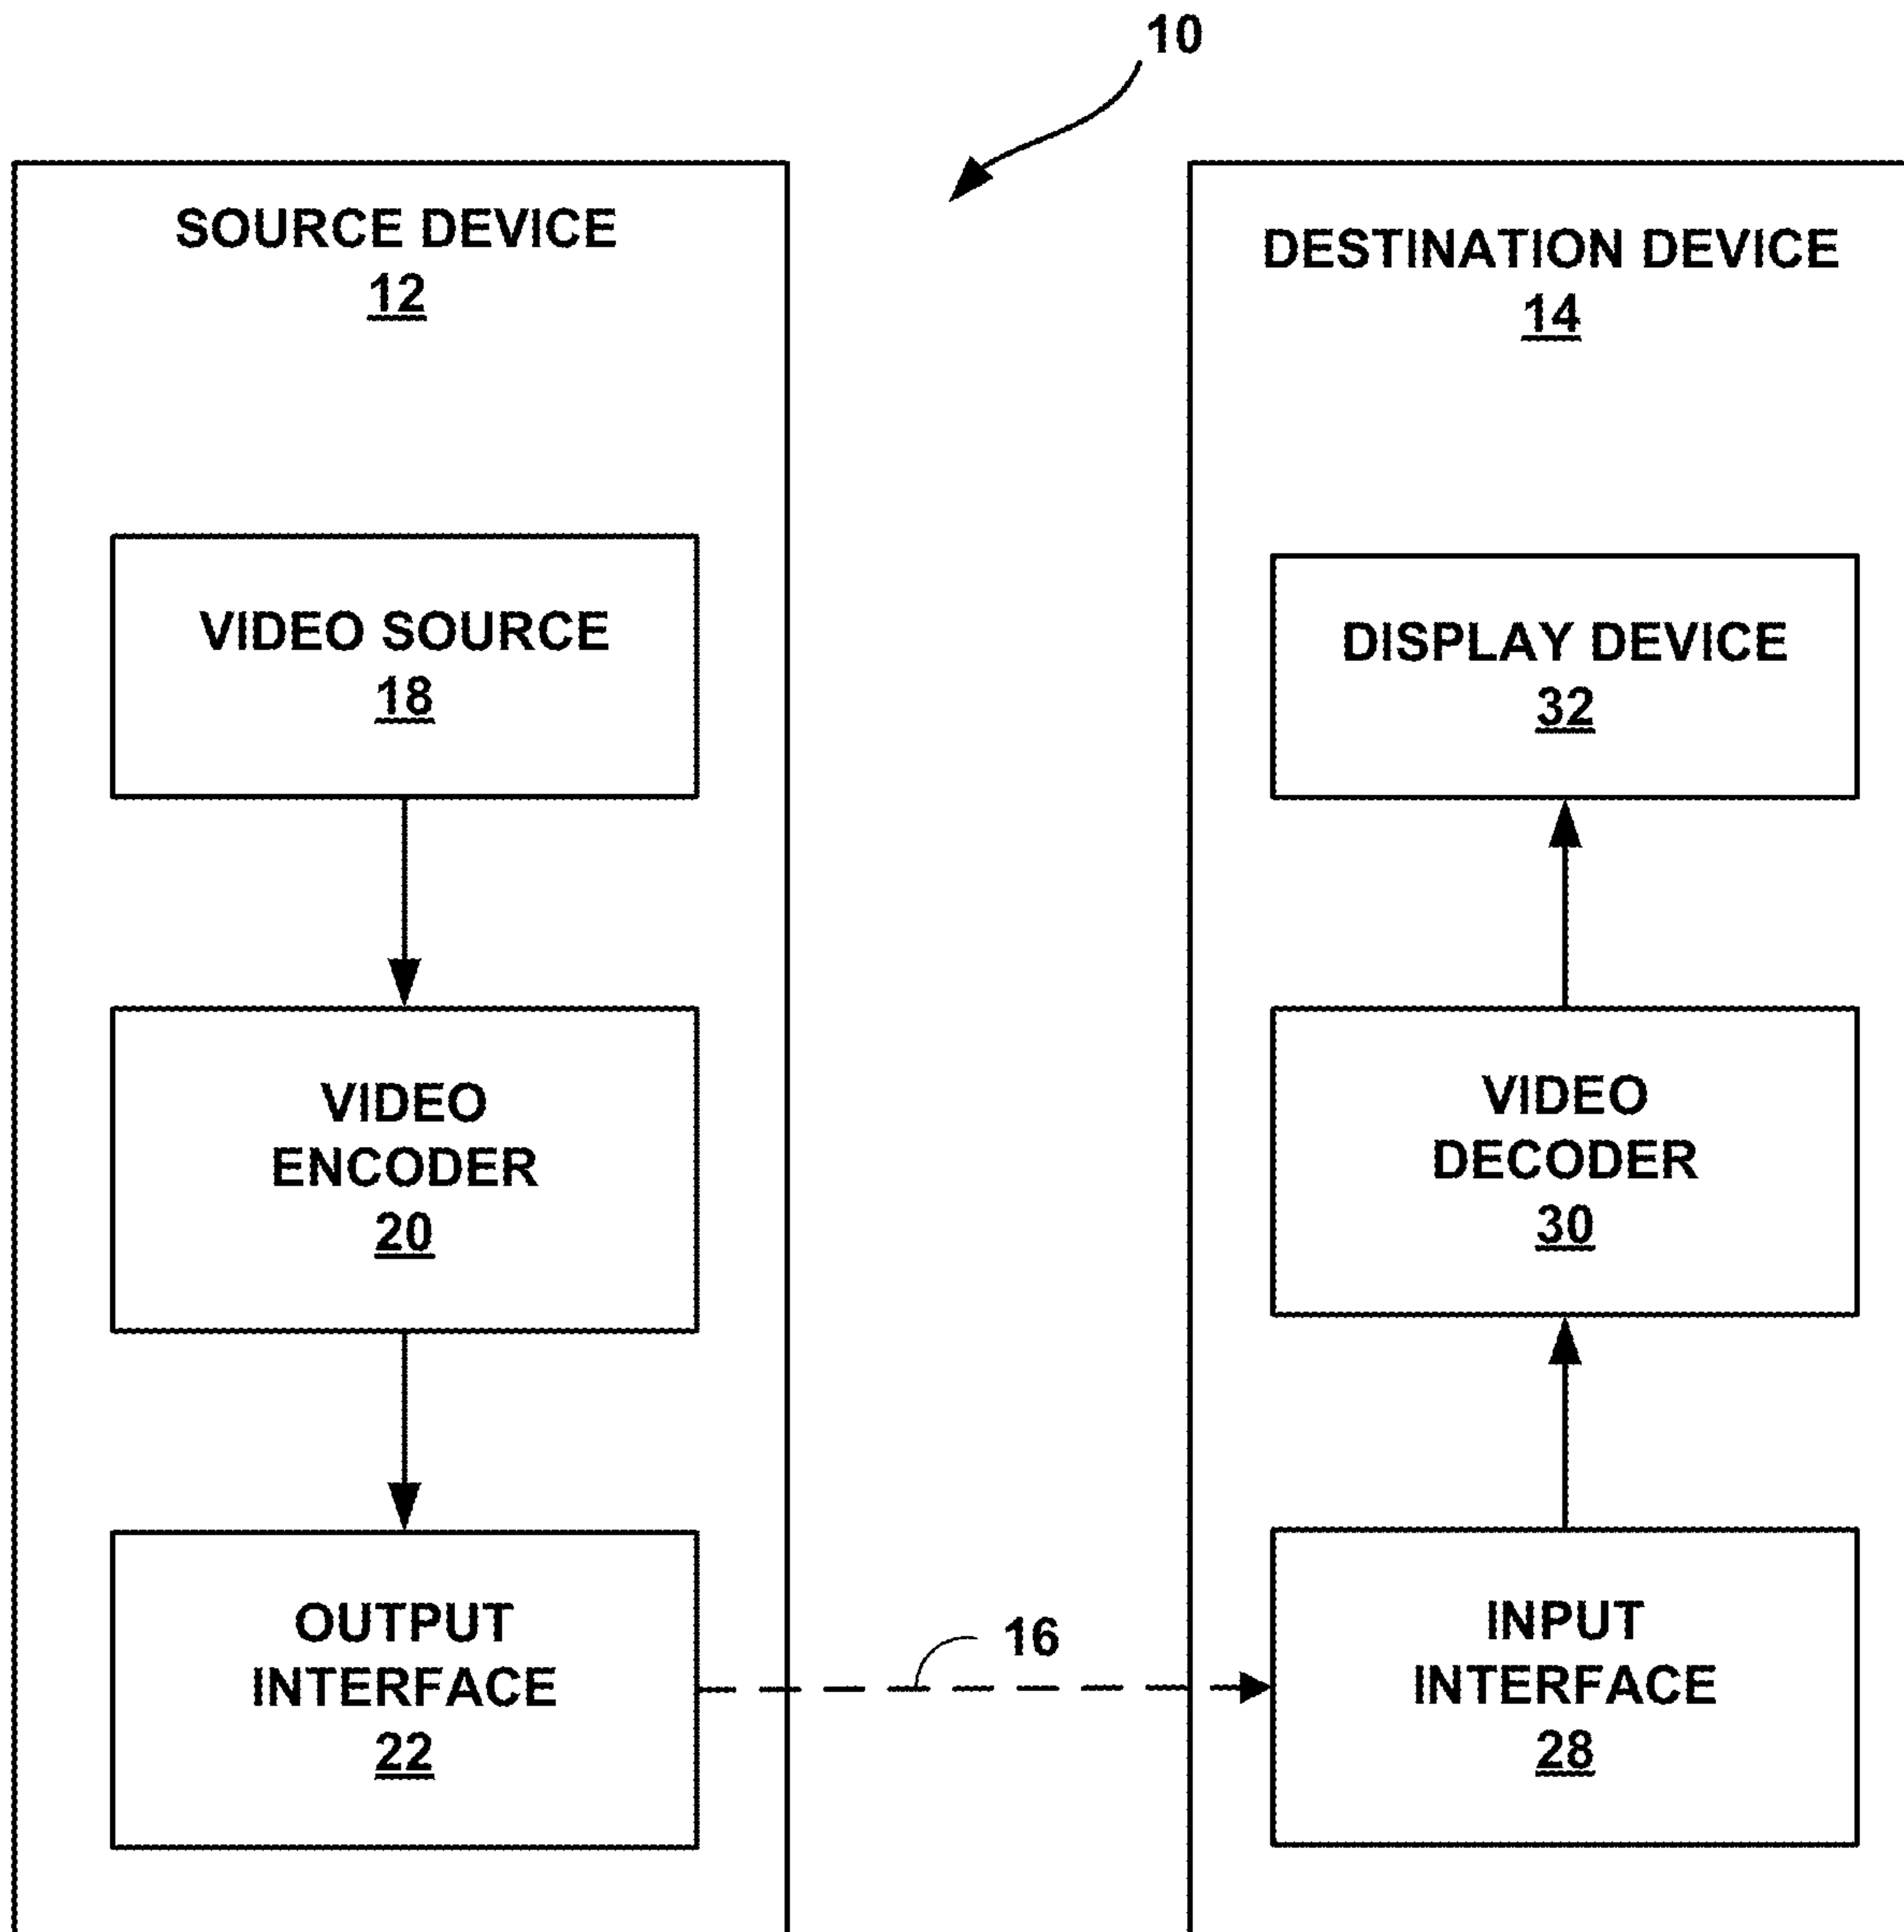 10
SOURCE DEVICE
12
VIDEO SOURCE
18
VIDEO
ENCODER
20
OUTPUT
INTERFACE
22
16
DESTINATION DEVICE
14
DISPLAY DEVICE
32
VIDEO
DECODER
30
INPUT
INTERFACE
28